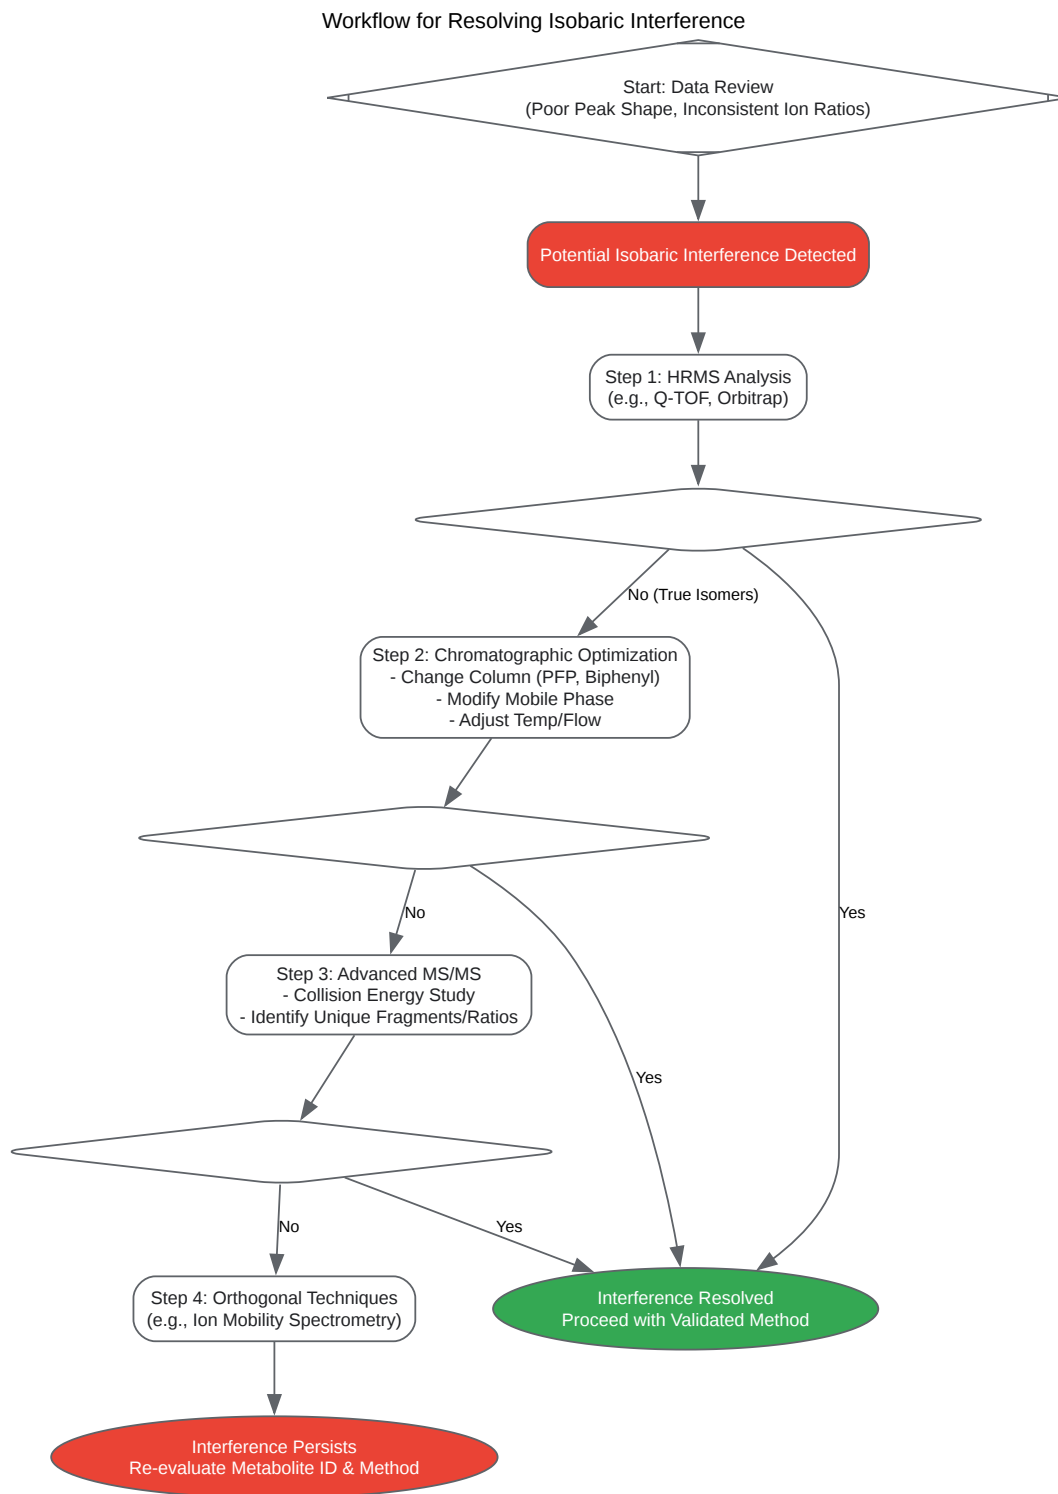 Workflow for Resolving Isobaric Interference
Start: Data Review
(Poor Peak Shape, Inconsistent Ion Ratios)
Potential Isobaric Interference Detected
Step 1: HRMS Analysis
(e.g., Q-TOF, Orbitrap)
No (True Isomers)
Step 2: Chromatographic Optimization
- Change Column (PFP, Biphenyl)
- Modify Mobile Phase
- Adjust Temp/Flow
No
Yes
Step 3: Advanced MS/MS
- Collision Energy Study
- Identify Unique Fragments/Ratios
Yes
No
Yes
Step 4: Orthogonal Techniques
(e.g., Ion Mobility Spectrometry)
Interference Resolved
Proceed with Validated Method
Interference Persists
Re-evaluate Metabolite ID & Method